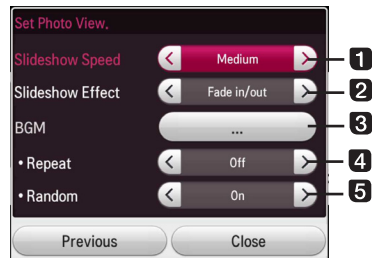 Set Photo View.
Slideshow Speed < Medium > 1
Slideshow Effect < Fade in/out > 2
BGM ... 3
• Repeat < Off > 4
• Random < On > 5
Previous Close